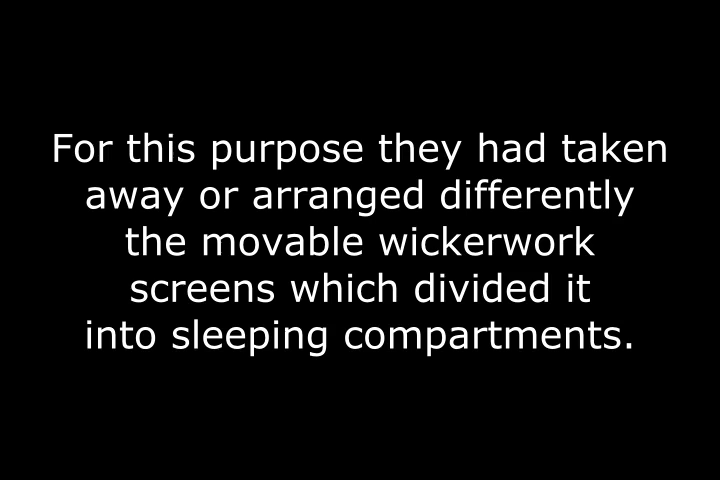 For this purpose they had taken
away or arranged differently
the movable wickerwork
screens which divided it
into sleeping compartments.